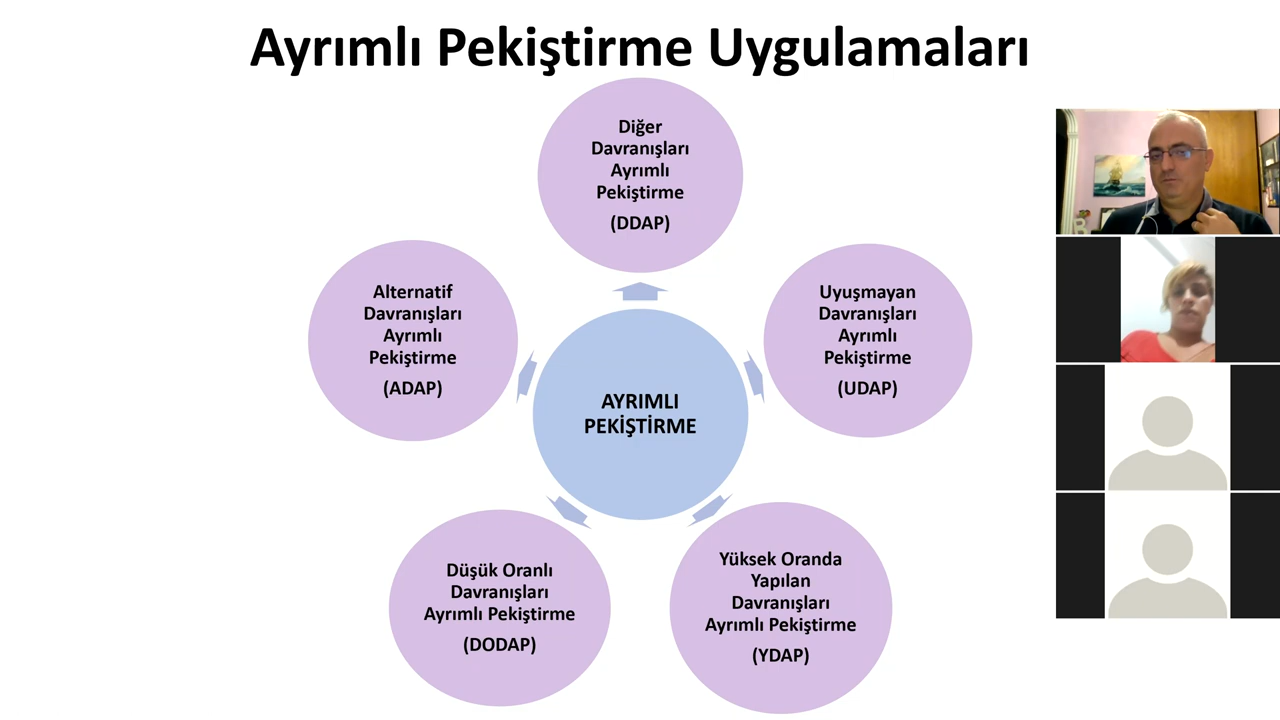 Ayrımlı Pekiştirme Uygulamaları
Diğer
Davranışları
Ayrımlı
Pekiştirme
(DDAP)
Alternatif
Davranışları
Ayrımlı
Pekiştirme
(ADAP)
Uyuşmayan
Davranışları
Ayrımlı
Pekiştirme
(UDAP)
AYRIMLI
PEKİŞTİRME
Düşük Oranlı
Davranışları
Ayrımlı Pekiştirme
(DODAP)
Yüksek Oranda
Yapılan
Davranışları
Ayrımlı Pekiştirme
(YDAP)